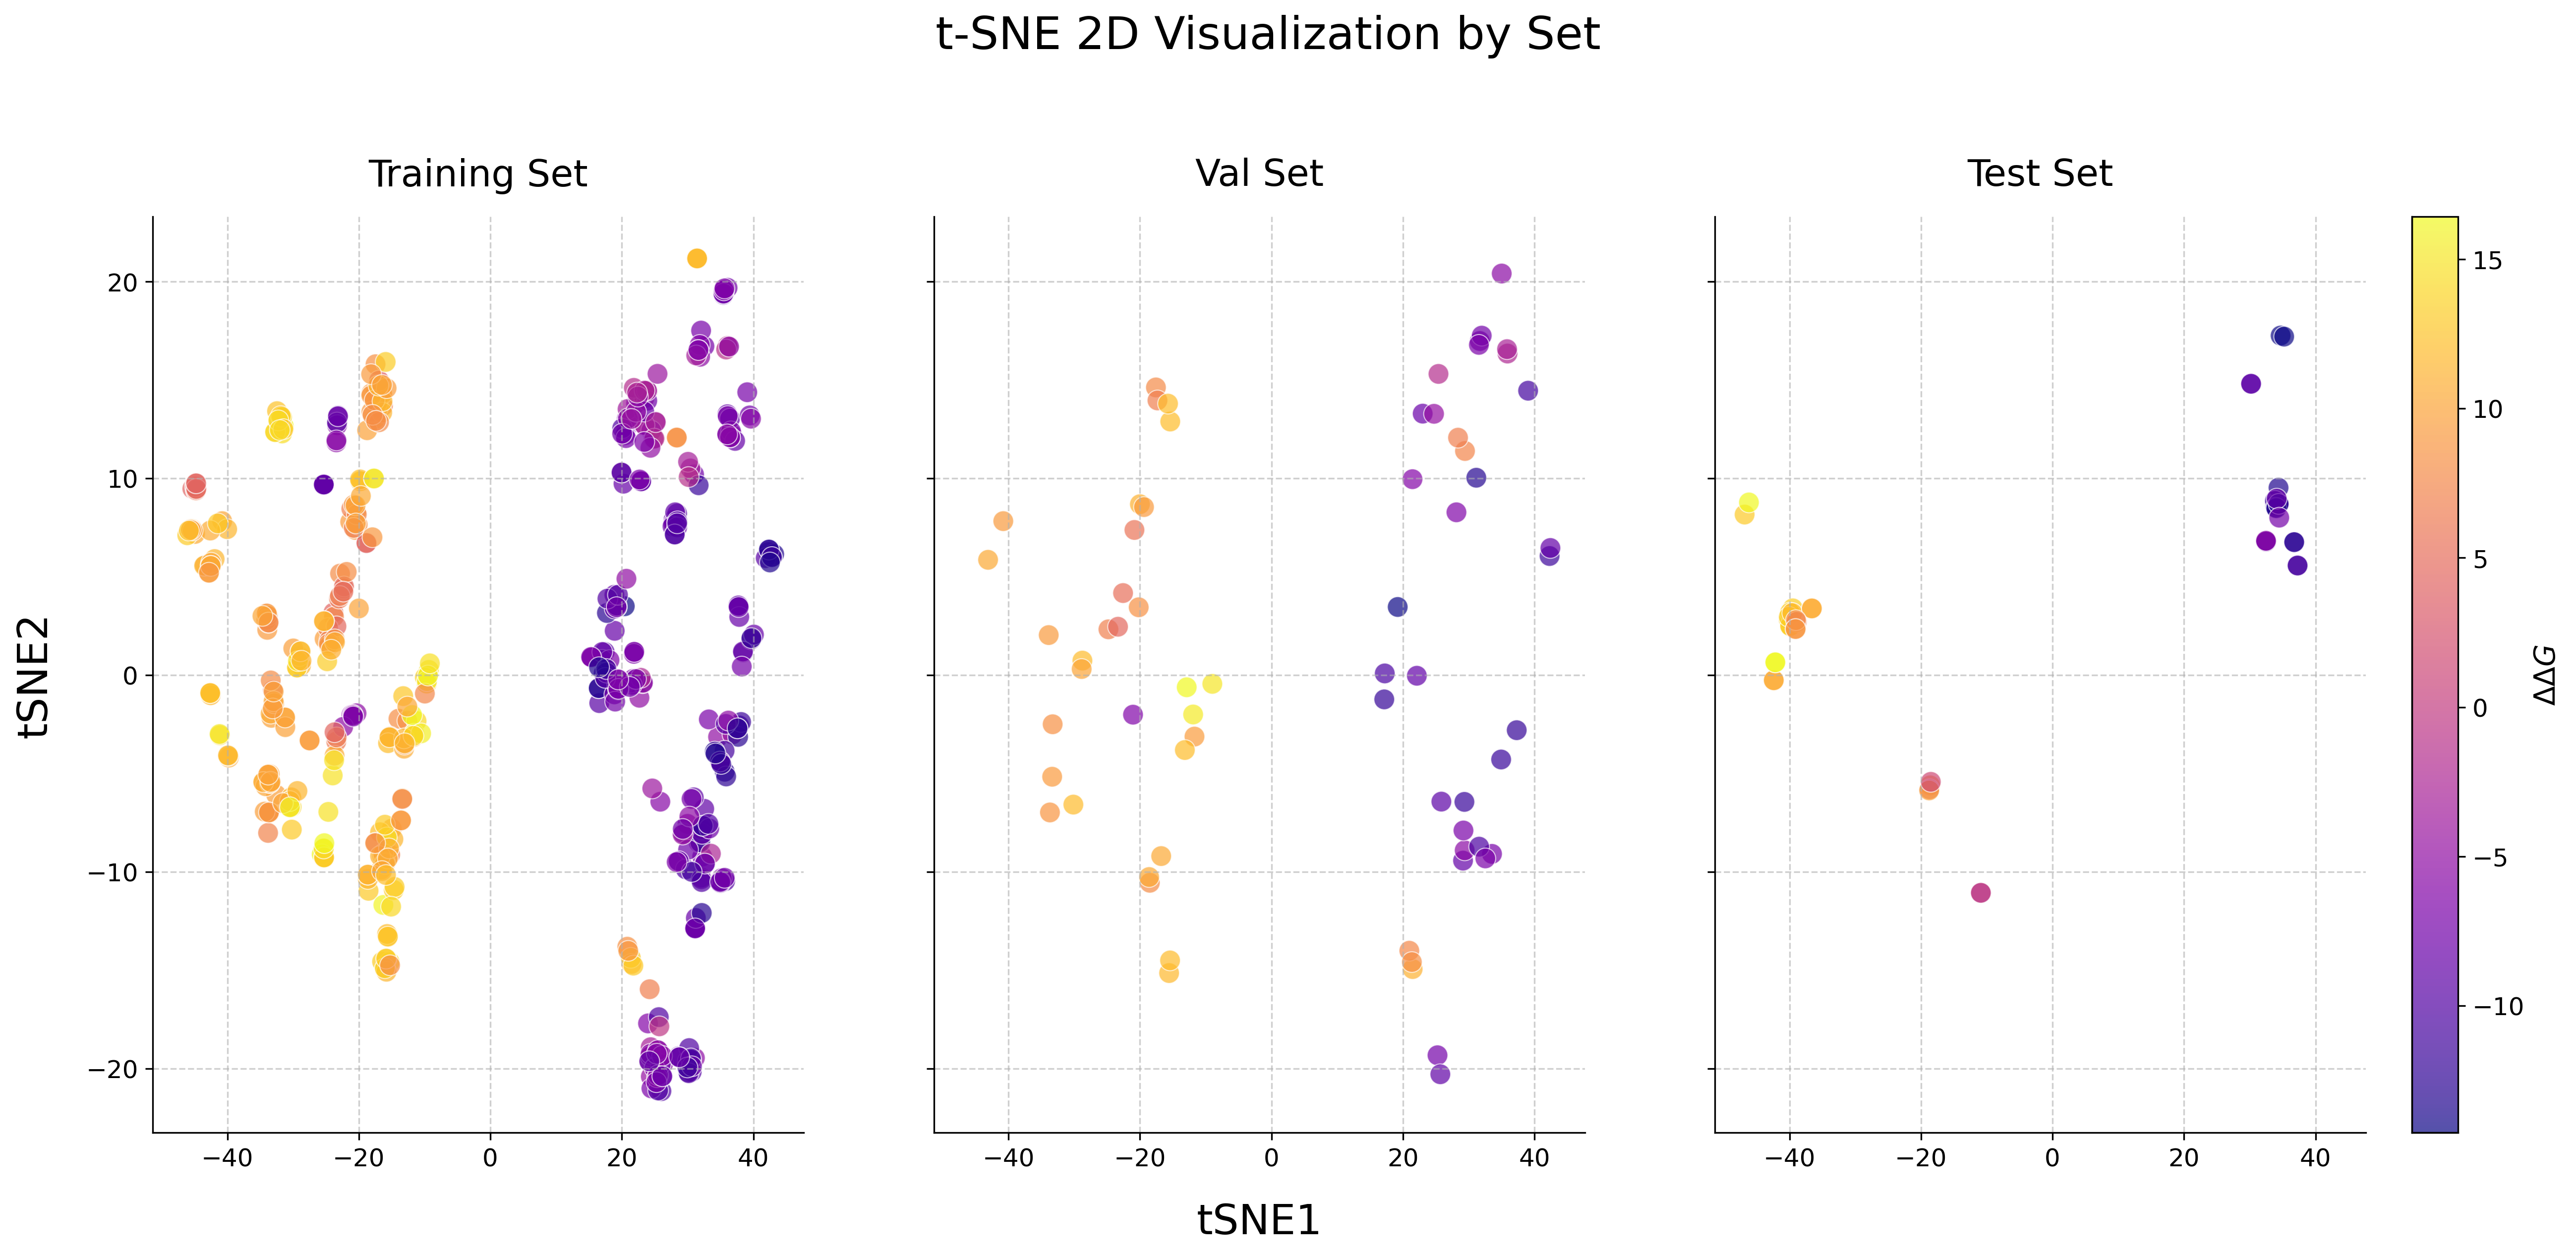 t-SNE 2D Visualization by Set
Training Set
Val Set
Test Set
tSNE2
20
10
0
−10
−20
−40 −20 0 20 40
−40 −20 0 20 40
−40 −20 0 20 40
tSNE1
15
10
5
0
−5
−10
ΔΔG